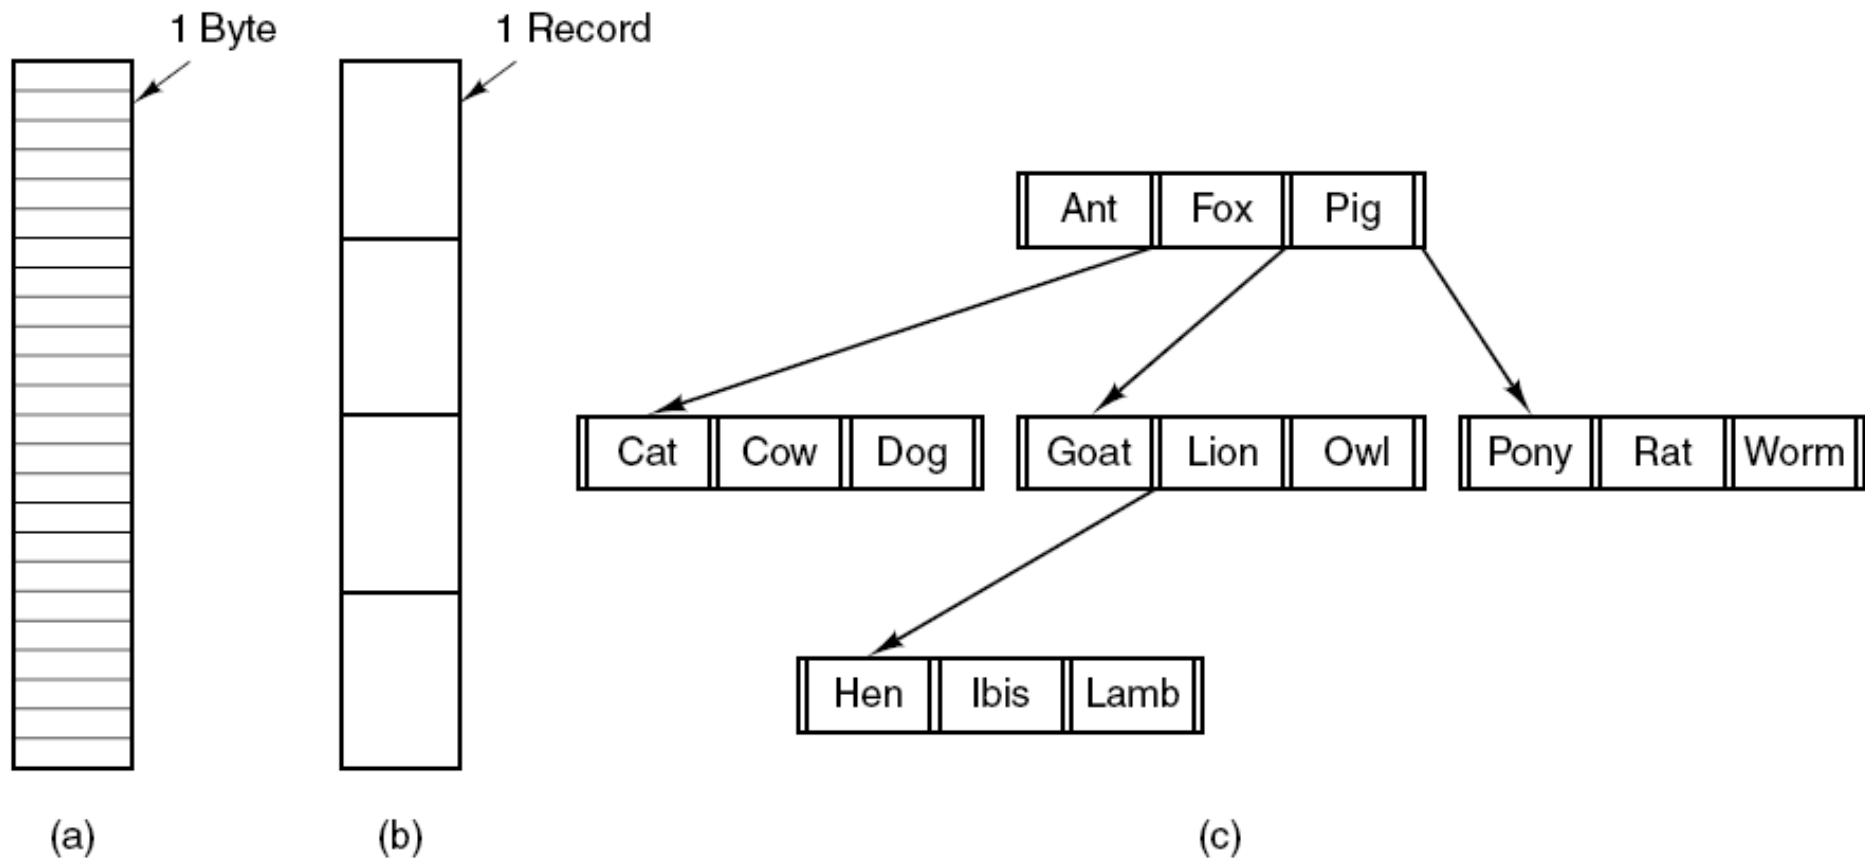 1 Byte
1 Record
Ant Fox Pig
Cat Cow Dog
Goat Lion Owl
Pony Rat Worm
Hen Ibis Lamb
(a)
(b)
(c)